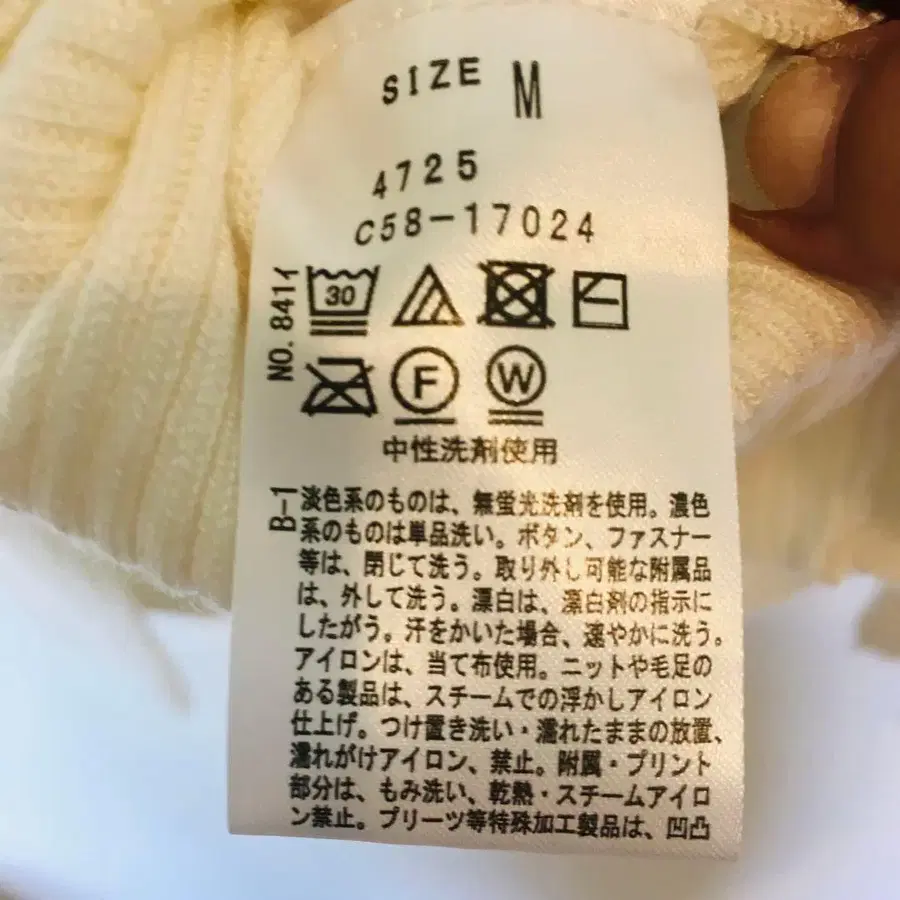 SIZE M
4725
C58-17024
NO. 841イ
30
F W
中性洗剤使用
B-1
淡色系のものは、無蛍光洗剤を使用。濃色
系のものは単品洗い。ボタン、ファスナー
等は、閉じて洗う。取り外し可能な附属品
は、外して洗う。漂白は、漂白剤の指示に
したがう。汗をかいた場合、速やかに洗う。
アイロンは、当て布使用。ニットや毛足の
ある製品は、スチームでの浮かしアイロン
仕上げ。つけ置き洗い・濡れたままの放置、
濡れがけアイロン、禁止。附属・プリント
部分は、もみ洗い、乾熱・スチームアイロ
ン禁止。プリーツ等特殊加工製品は、凹凸